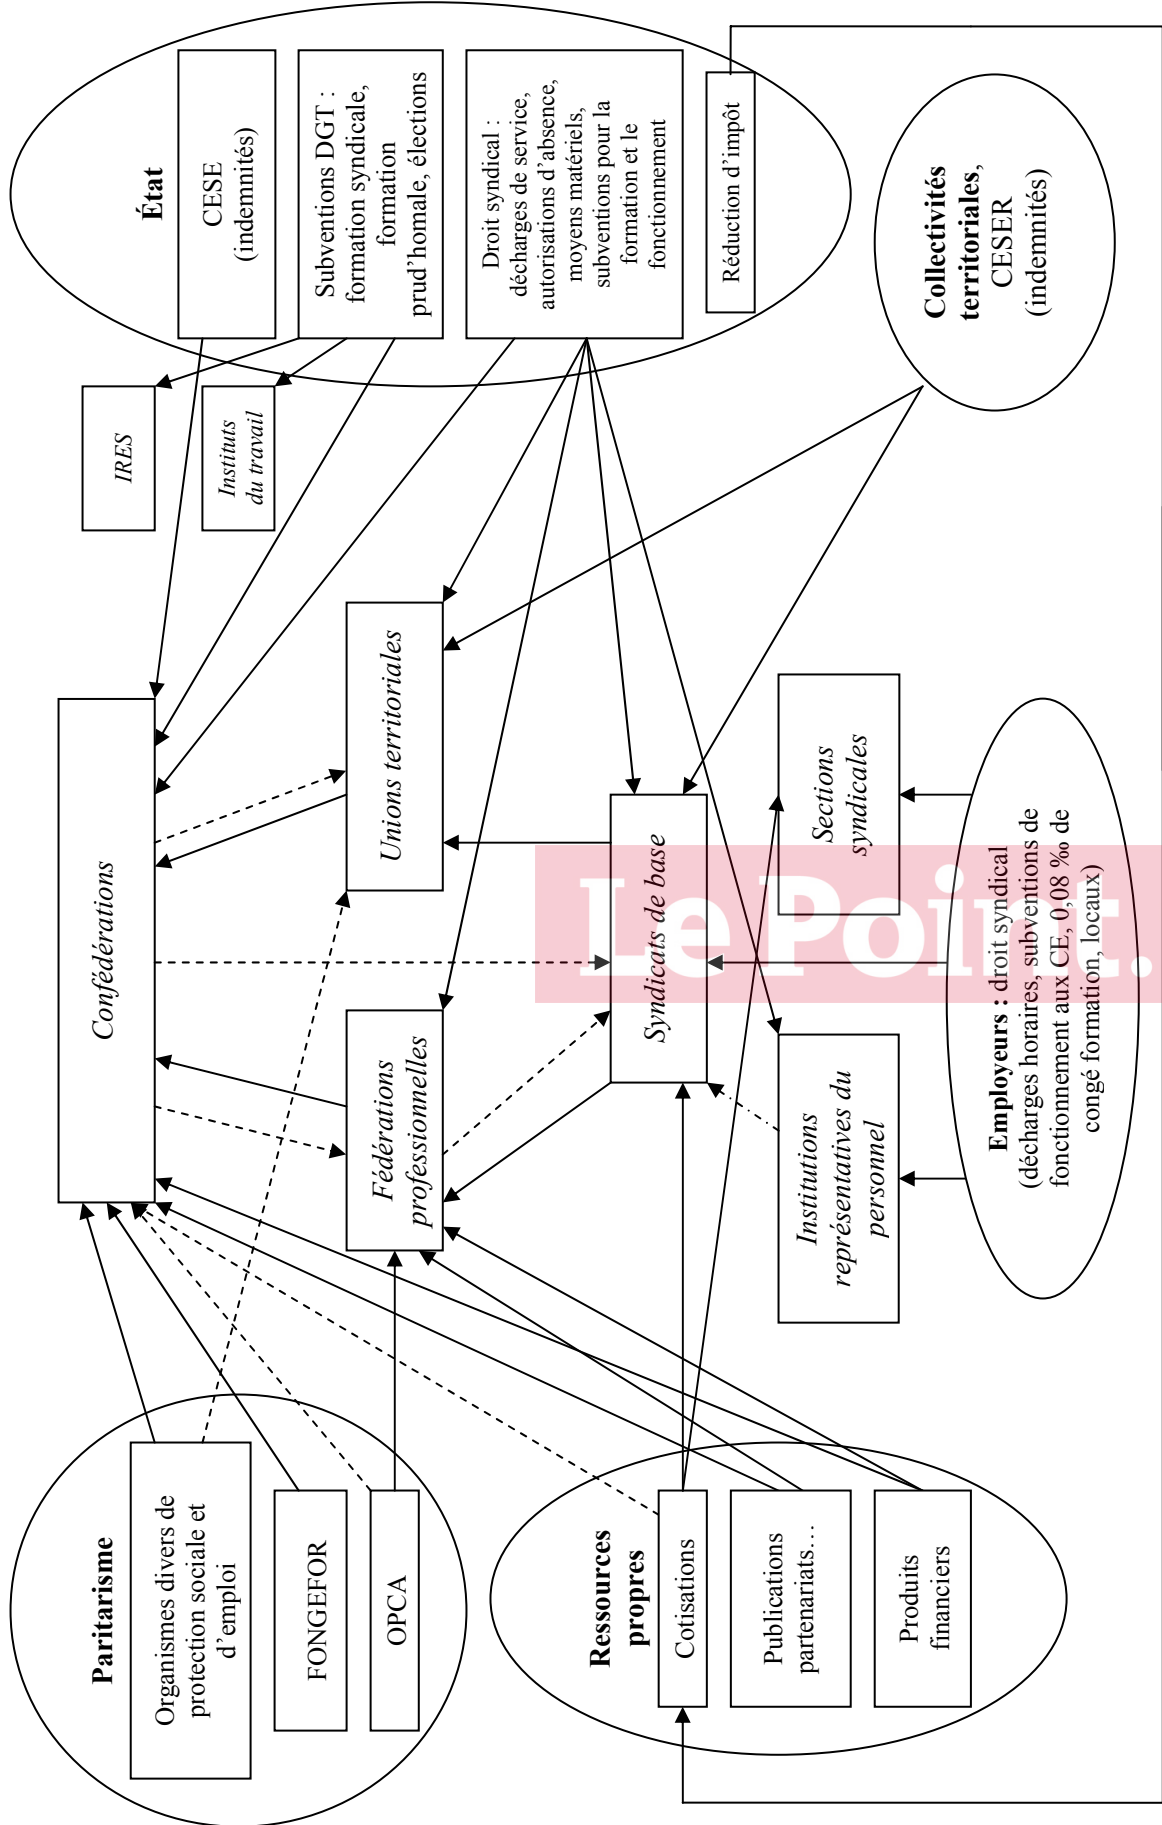 Confédérations
IRES
Instituts
du travail
État
CESE
(indemnités)
Subventions DGT :
formation syndicale,
formation
prud'homale, élections
Droit syndical :
décharges de service,
autorisations d'absence,
moyens matériels,
subventions pour la
formation et le
fonctionnement
Réduction d'impôt
Paritarisme
Organismes divers de
protection sociale et
d'emploi
FONGEFOR
OPCA
Fédérations
professionnelles
Unions territoriales
Ressources
propres
Cotisations
Publications
partenariats…
Produits
financiers
Syndicats de base
Institutions
représentatives du
personnel
Sections
syndicales
Collectivités
territoriales,
CESER
(indemnités)
Employeurs : droit syndical
(décharges horaires, subventions de
fonctionnement aux CE, 0,08 ‰ de
congé formation, locaux)
Le Point.